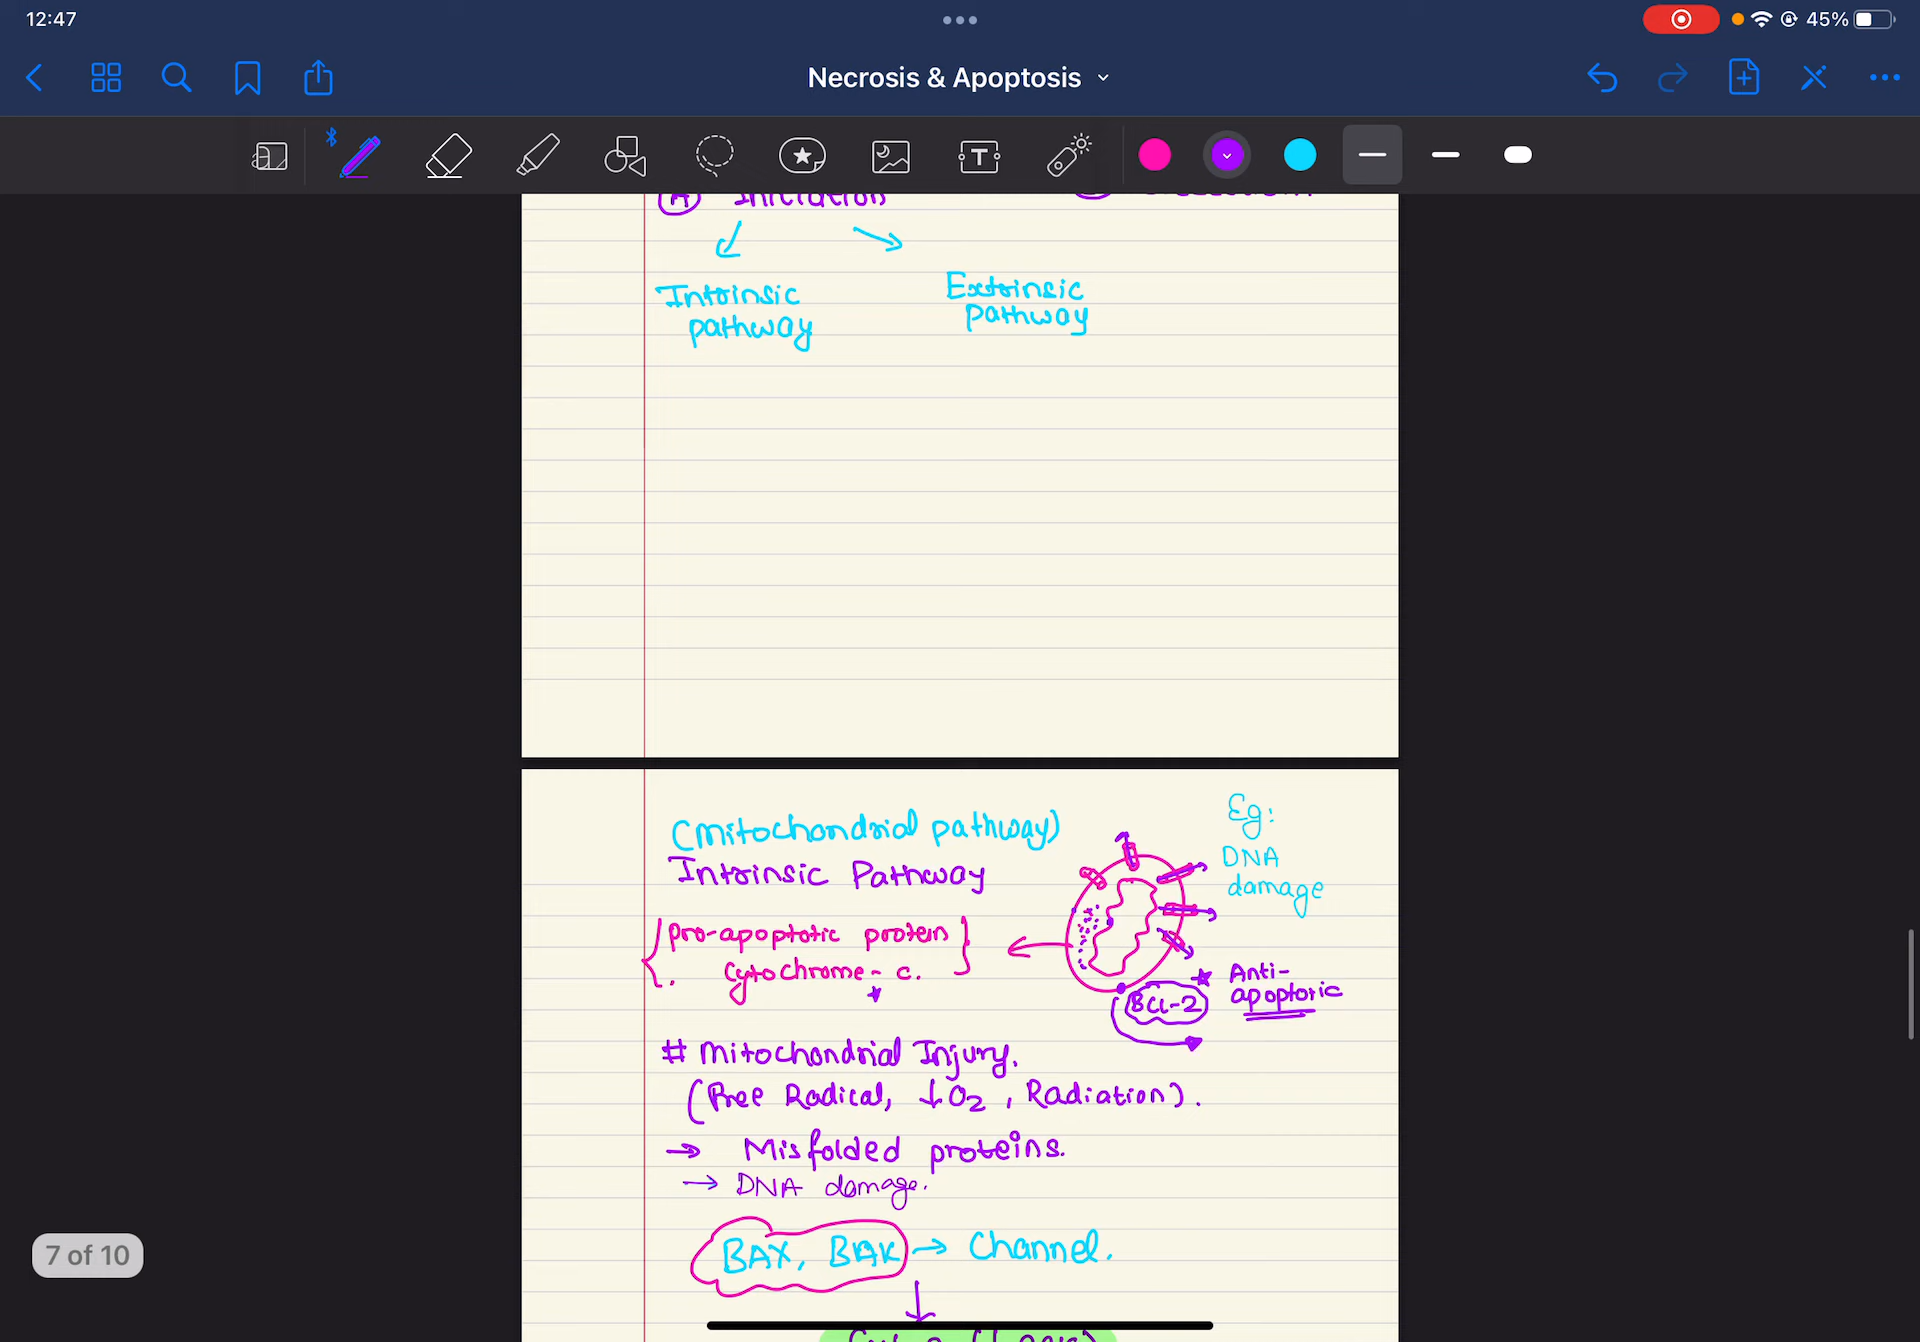 12:47
45%
Necrosis & Apoptosis
T
(A) Initiation
Intrinsic pathway
Extrinsic pathway
(Mitochondrial pathway)
Intrinsic Pathway
Eg:
DNA
damage
{ Pro-apoptotic protein }
Cytochrome - c.
Anti-
apoptotic
BCL-2
# Mitochondrial Injury.
(Free Radical, ↓O2, Radiation).
→ Misfolded proteins.
→ DNA damage.
BAX, BAK → Channel.
7 of 10